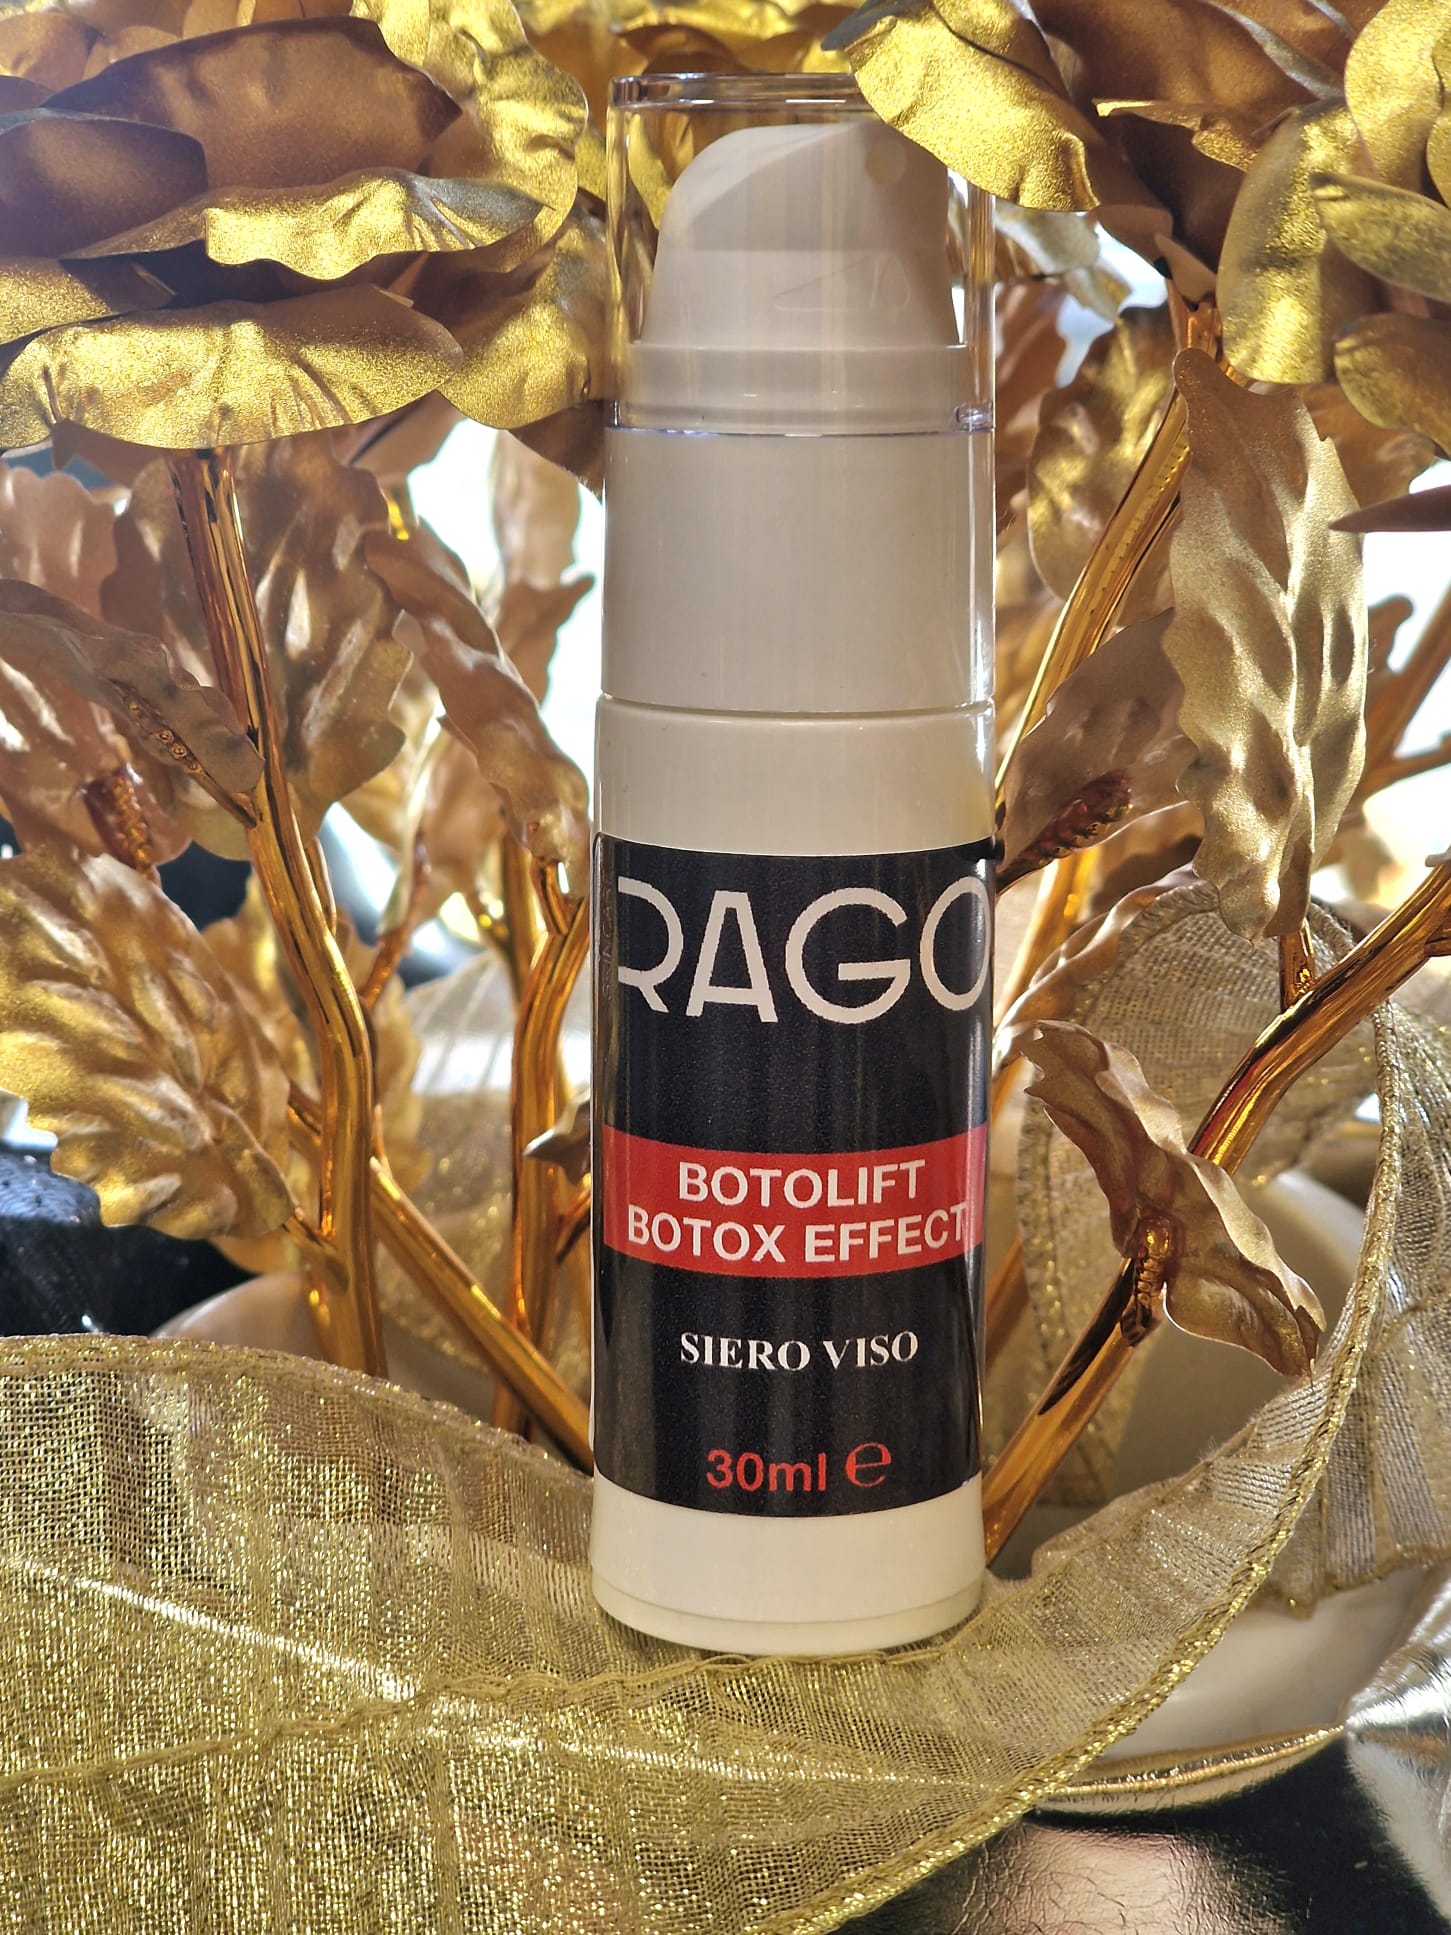 RAGO
BOTOLIFT
BOTOX EFFECT
SIERO VISO
30ml ℮